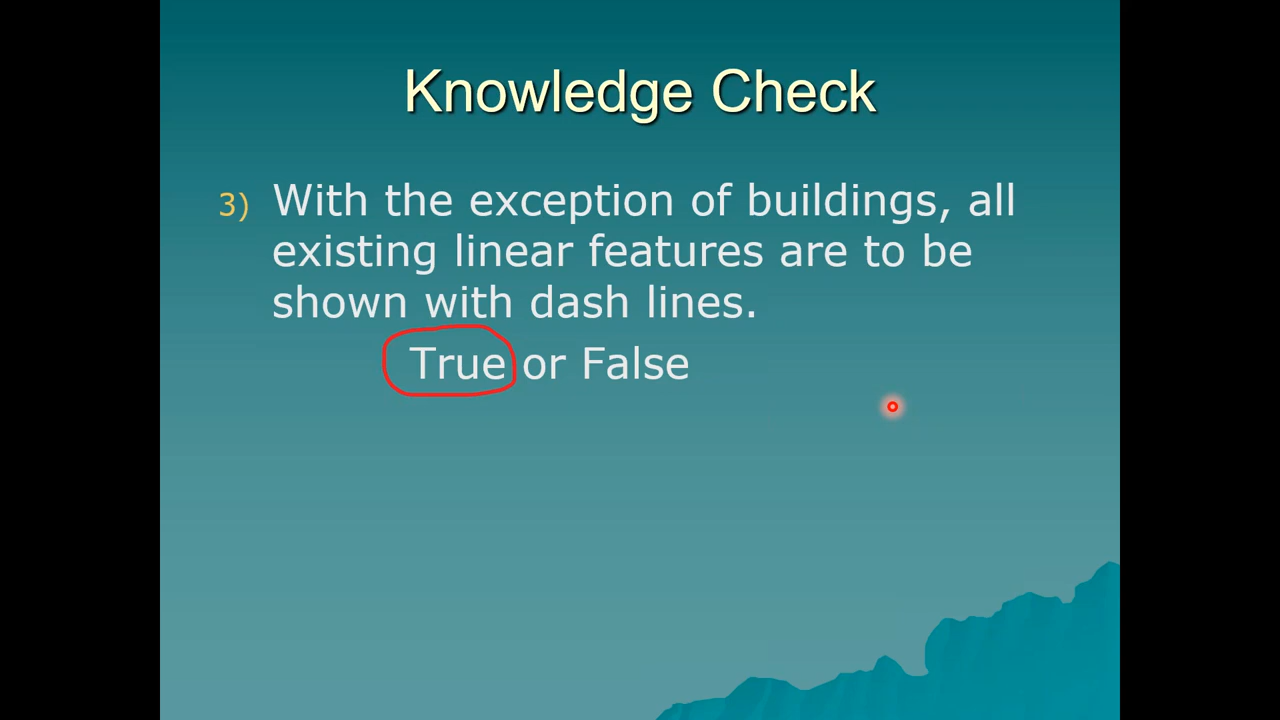 Knowledge Check
3) With the exception of buildings, all
existing linear features are to be
shown with dash lines.
True or False